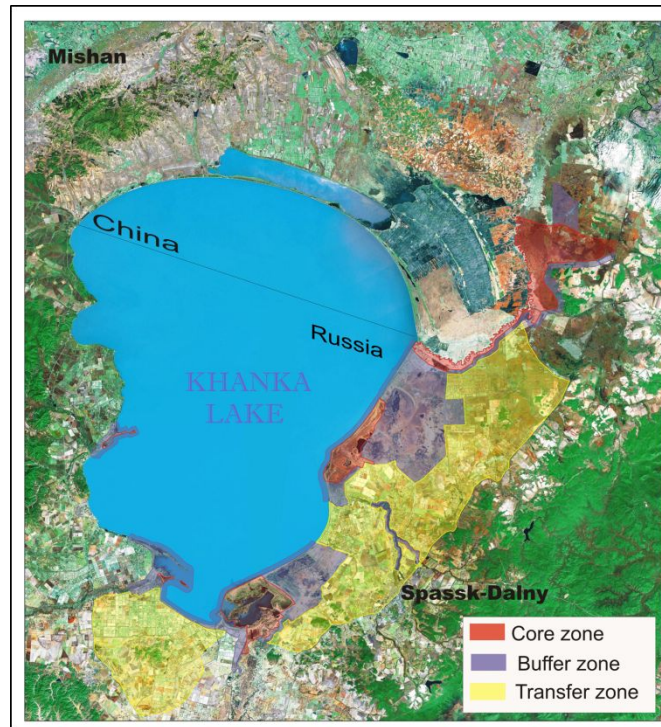 Mishan
China
Russia
KHANKA
LAKE
Spassk-Dalny
Core zone
Buffer zone
Transfer zone